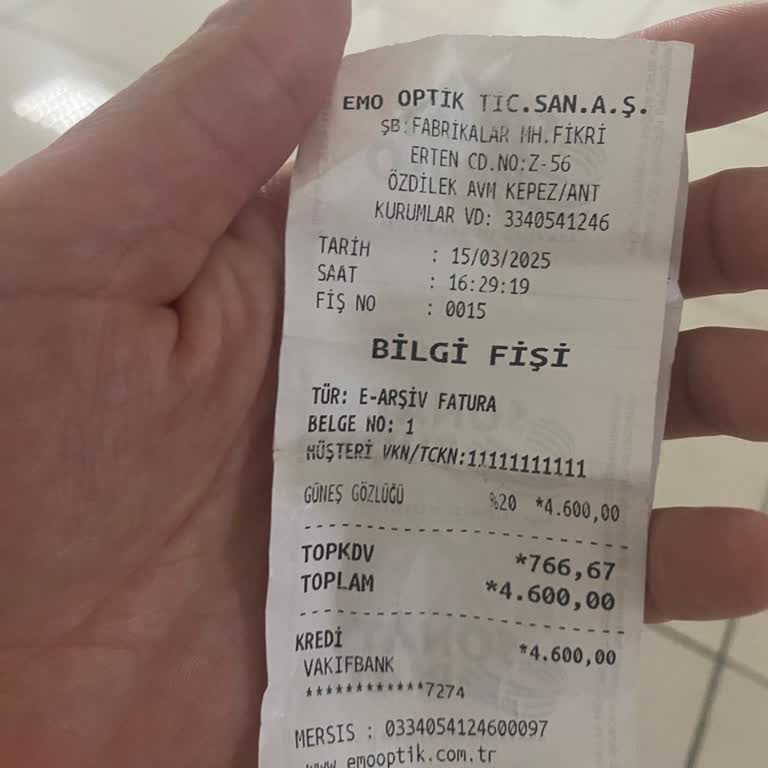 EMO OPTİK TİC.SAN.A.Ş.
ŞB:FABRİKALAR MH.FİKRİ
ERTEN CD.NO:Z-56
ÖZDİLEK AVM KEPEZ/ANT
KURUMLAR VD: 3340541246
TARİH : 15/03/2025
SAAT : 16:29:19
FİŞ NO : 0015
BİLGİ FİŞİ
TÜR: E-ARŞİV FATURA
BELGE NO: 1
MÜŞTERİ VKN/TCKN:11111111111
GÜNEŞ GÖZLÜĞÜ %20 *4.600,00
TOPKDV *766,67
TOPLAM *4.600,00
KREDİ *4.600,00
VAKIFBANK
************7274
MERSIS : 0334054124600097
www.emooptik.com.tr